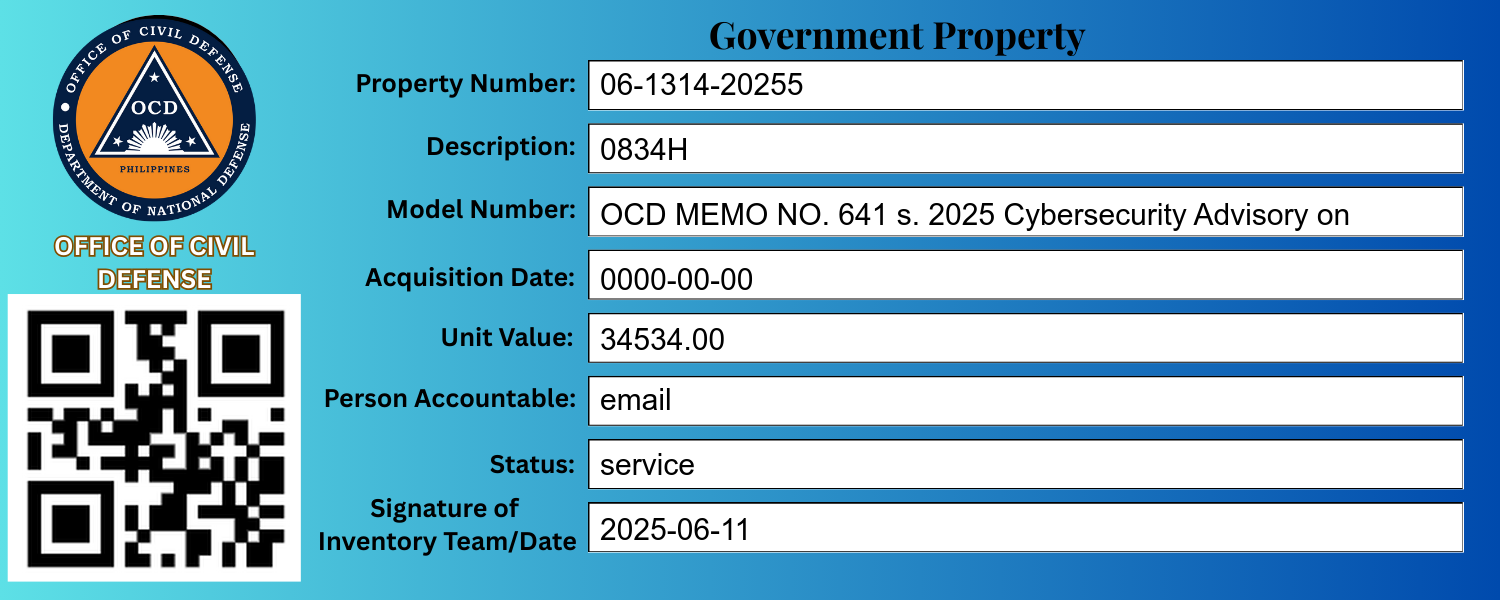 OFFICE OF CIVIL DEFENSE
OCD
PHILIPPINES
DEPARTMENT OF NATIONAL DEFENSE
OFFICE OF CIVIL
DEFENSE
Government Property
Property Number: 06-1314-20255
Description: 0834H
Model Number: OCD MEMO NO. 641 s. 2025 Cybersecurity Advisory on
Acquisition Date: 0000-00-00
Unit Value: 34534.00
Person Accountable: email
Status: service
Signature of
Inventory Team/Date 2025-06-11